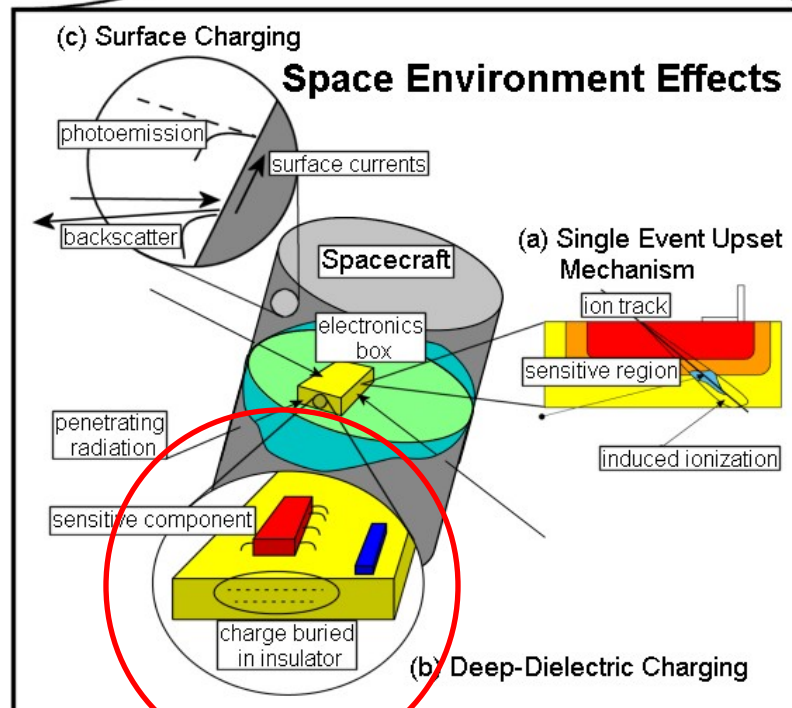 (c) Surface Charging
Space Environment Effects
photoemission
surface currents
backscatter
(a) Single Event Upset
Mechanism
Spacecraft
ion track
electronics
box
sensitive region
penetrating
radiation
induced ionization
sensitive component
charge buried
in insulator
(b) Deep-Dielectric Charging